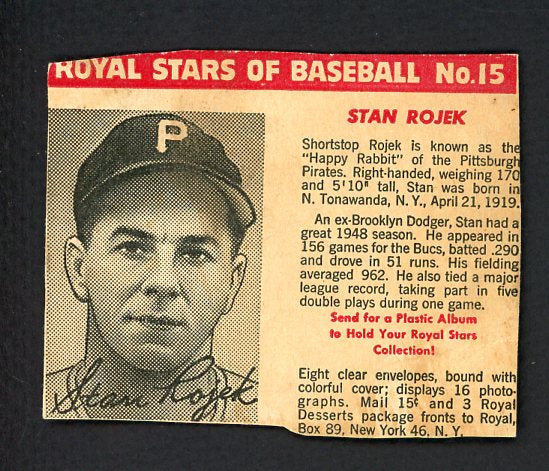 ROYAL STARS OF BASEBALL No.15
P
Stan Rojek
STAN ROJEK
Shortstop Rojek is known as the
"Happy Rabbit" of the Pittsburgh
Pirates. Right-handed, weighing 170
and 5'10" tall, Stan was born in
N. Tonawanda, N. Y., April 21, 1919.
An ex-Brooklyn Dodger, Stan had a
great 1948 season. He appeared in
156 games for the Bucs, batted .290
and drove in 51 runs. His fielding
averaged 962. He also tied a major
league record, taking part in five
double plays during one game.
Send for a Plastic Album
to Hold Your Royal Stars
Collection!
Eight clear envelopes, bound with
colorful cover; displays 16 photo-
graphs. Mail 15¢ and 3 Royal
Desserts package fronts to Royal,
Box 89, New York 46, N. Y.